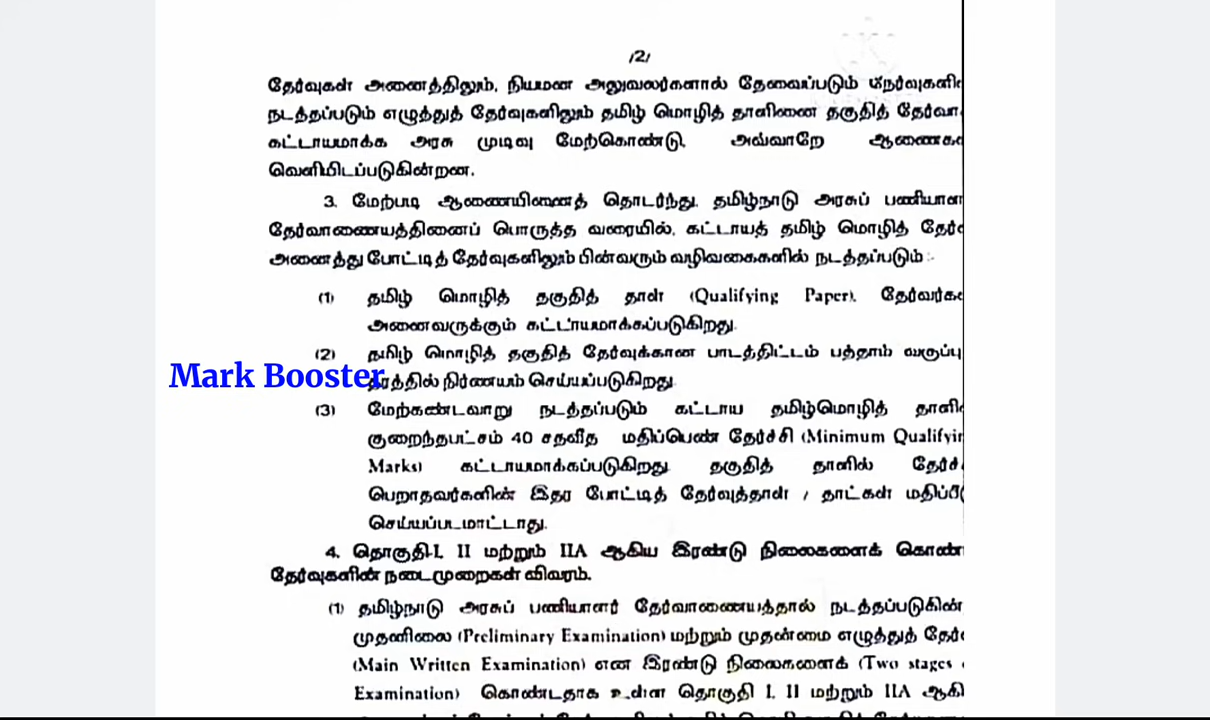 /2/
தேர்வுகள் அனைத்திலும், நியமன அலுவலர்களால் தேவைப்படும் நேர்வுகளில்
நடத்தப்படும் எழுத்துத் தேர்வுகளிலும் தமிழ் மொழித் தாளினை தகுதித் தேர்வா
கட்டாயமாக்க அரசு முடிவு மேற்கொண்டு, அவ்வாறே ஆணைக
வெளியிடப்படுகின்றன.
3. மேற்படி ஆணையினைத் தொடர்ந்து, தமிழ்நாடு அரசுப் பணியாள
தேர்வாணையத்தினைப் பொருத்த வரையில், கட்டாயத் தமிழ் மொழித் தேர்
அனைத்து போட்டித் தேர்வுகளிலும் பின்வரும் வழிவகைகளில் நடத்தப்படும் :-
(1) தமிழ் மொழித் தகுதித் தாள் (Qualifying Paper), தேர்வர்க
அனைவருக்கும் கட்டாயமாக்கப்படுகிறது.
(2) தமிழ் மொழித் தகுதித் தேர்வுக்கான பாடத்திட்டம் பத்தாம் வகுப்பு
Mark Booster தரத்தில் நிர்ணயம் செய்யப்படுகிறது.
(3) மேற்கண்டவாறு நடத்தப்படும் கட்டாய தமிழ்மொழித் தாளி
குறைந்தபட்சம் 40 சதவீத மதிப்பெண் தேர்ச்சி (Minimum Qualifyin
Marks) கட்டாயமாக்கப்படுகிறது. தகுதித் தாளில் தேர்ச்
பெறாதவர்களின் இதர போட்டித் தேர்வுத்தாள் / தாட்கள் மதிப்பீடு
செய்யப்படமாட்டாது.
4. தொகுதி-I, II மற்றும் IIA ஆகிய இரண்டு நிலைகளைக் கொண்
தேர்வுகளின் நடைமுறைகள் விவரம்.
(1) தமிழ்நாடு அரசுப் பணியாளர் தேர்வாணையத்தால் நடத்தப்படுகின்
முதனிலை (Preliminary Examination) மற்றும் முதன்மை எழுத்துத் தேர்
(Main Written Examination) என இரண்டு நிலைகளைக் (Two stages
Examination) கொண்டதாக உள்ள தொகுதி I, II மற்றும் IIA ஆகி